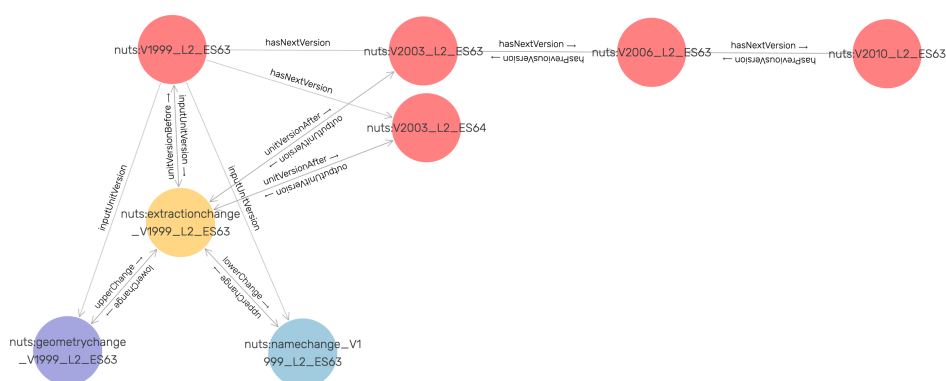 nuts:V1999_L2_ES63
hasNextVersion
nuts:V2003_L2_ES63
hasNextVersion →
← hasPreviousVersion
nuts:V2006_L2_ES63
hasNextVersion →
← hasPreviousVersion
nuts:V2010_L2_ES63
hasNextVersion
nuts:V2003_L2_ES64
unitVersionBefore →
inputUnitVersion →
unitVersionAfter →
← outputUnitVersion
unitVersionAfter →
← outputUnitVersion
inputUnitVersion
inputUnitVersion
nuts:extractionchange
_V1999_L2_ES63
upperChange →
← lowerChange
lowerChange →
← upperChange
nuts:geometrychange
_V1999_L2_ES63
nuts:namechange_V1
999_L2_ES63